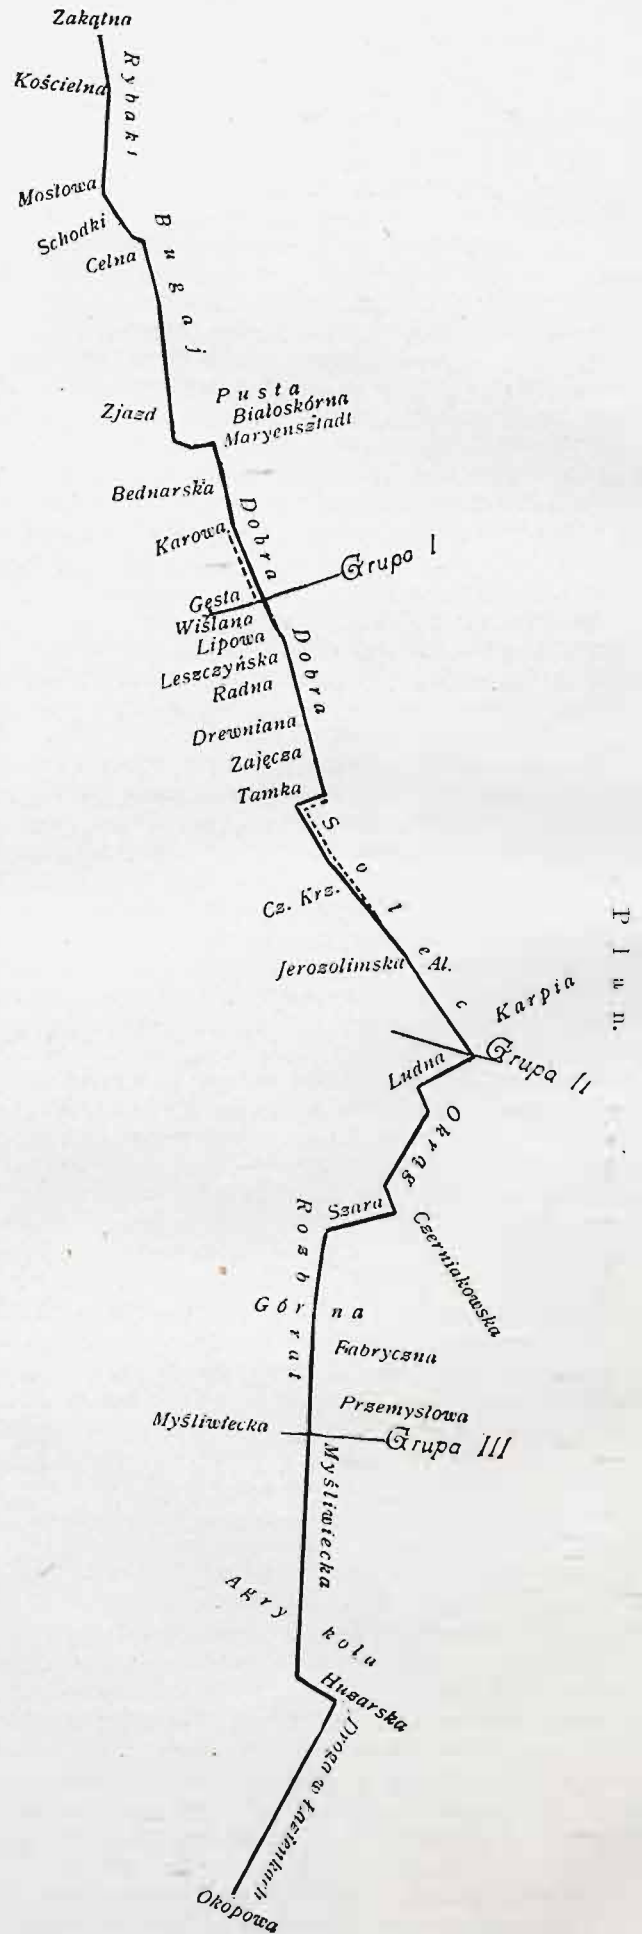 Zakątna
Rybaki
Kościelna
Mostowa
Schodki
Bugaj
Celna
Zjazd
Pusta
Białoskórna
Maryensztadt
Bednarska
Dobra
Karowa
Grupa I
Gęsta
Wiślana
Lipowa
Dobra
Leszczyńska
Radna
Drewniana
Zajęcza
Tamka
Solec
Cz. Krz.
Jerozolimska Al.
Plan.
Karpia
Grupa II
Ludna
Okrąg
Szara
Czerniakowska
Rozbrat
Górna
Fabryczna
Przemysłowa
Myśliwiecka
Grupa III
Myśliwiecka
Agrykola
Huzarska
Droga w Łazienkach
Okopowa